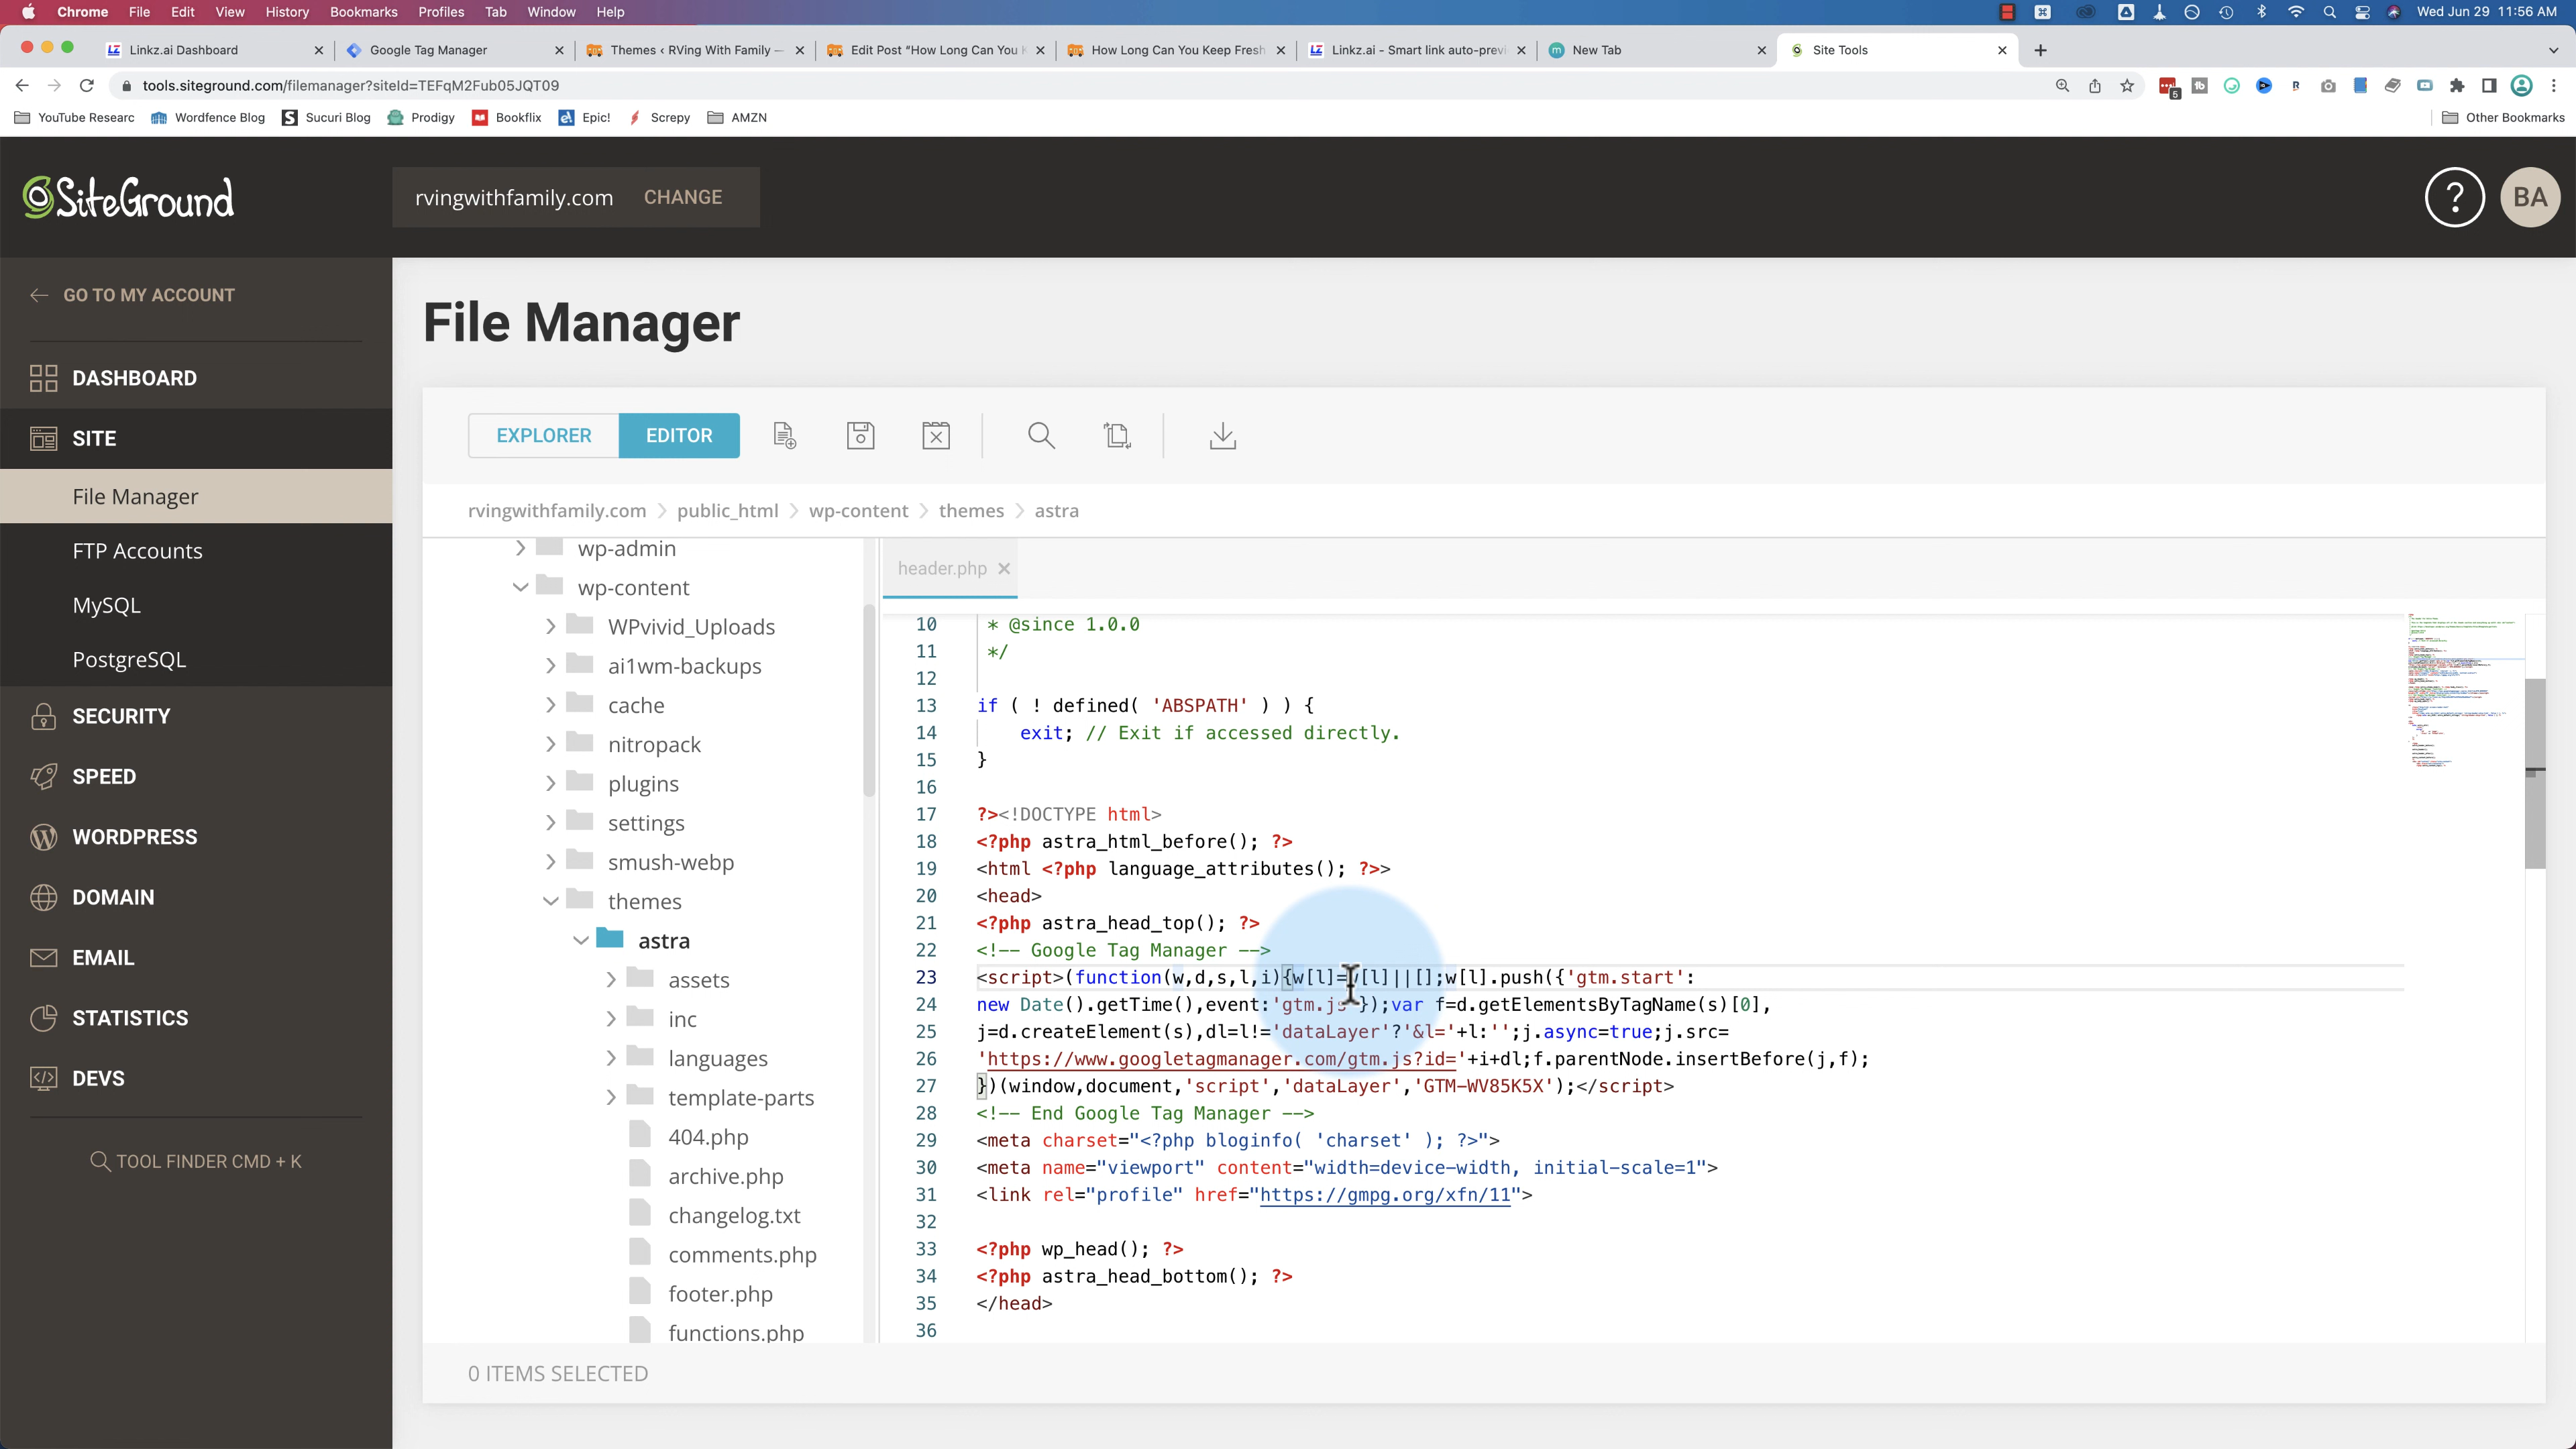 Chrome File Edit View History Bookmarks Profiles Tab Window Help Wed Jun 29 11:56 AM
Linkz.ai Dashboard Google Tag Manager Themes ‹ RVing With Family — Edit Post "How Long Can You K How Long Can You Keep Fresh Linkz.ai - Smart link auto-previ New Tab Site Tools
tools.siteground.com/filemanager?siteId=TEFqM2Fub05JQT09
YouTube Researc Wordfence Blog Sucuri Blog Prodigy Bookflix Epic! Screpy AMZN Other Bookmarks
SiteGround rvingwithfamily.com CHANGE ? BA
GO TO MY ACCOUNT
DASHBOARD
SITE
File Manager
FTP Accounts
MySQL
PostgreSQL
SECURITY
SPEED
WORDPRESS
DOMAIN
EMAIL
STATISTICS
DEVS
TOOL FINDER CMD + K
File Manager
EXPLORER EDITOR
rvingwithfamily.com > public_html > wp-content > themes > astra
wp-admin
wp-content
WPvivid_Uploads
ai1wm-backups
cache
nitropack
plugins
settings
smush-webp
themes
astra
assets
inc
languages
template-parts
404.php
archive.php
changelog.txt
comments.php
footer.php
functions.php
header.php
10 * @since 1.0.0
11 */
12
13 if ( ! defined( 'ABSPATH' ) ) {
14 exit; // Exit if accessed directly.
15 }
16
17 ?><!DOCTYPE html>
18 <?php astra_html_before(); ?>
19 <html <?php language_attributes(); ?>>
20 <head>
21 <?php astra_head_top(); ?>
22 <!-- Google Tag Manager -->
23 <script>(function(w,d,s,l,i){w[l]=w[l]||[];w[l].push({'gtm.start':
24 new Date().getTime(),event:'gtm.js'});var f=d.getElementsByTagName(s)[0],
25 j=d.createElement(s),dl=l!='dataLayer'?'&l='+l:'';j.async=true;j.src=
26 'https://www.googletagmanager.com/gtm.js?id='+i+dl;f.parentNode.insertBefore(j,f);
27 })(window,document,'script','dataLayer','GTM-WV85K5X');</script>
28 <!-- End Google Tag Manager -->
29 <meta charset="<?php bloginfo( 'charset' ); ?>">
30 <meta name="viewport" content="width=device-width, initial-scale=1">
31 <link rel="profile" href="https://gmpg.org/xfn/11">
32
33 <?php wp_head(); ?>
34 <?php astra_head_bottom(); ?>
35 </head>
36
0 ITEMS SELECTED